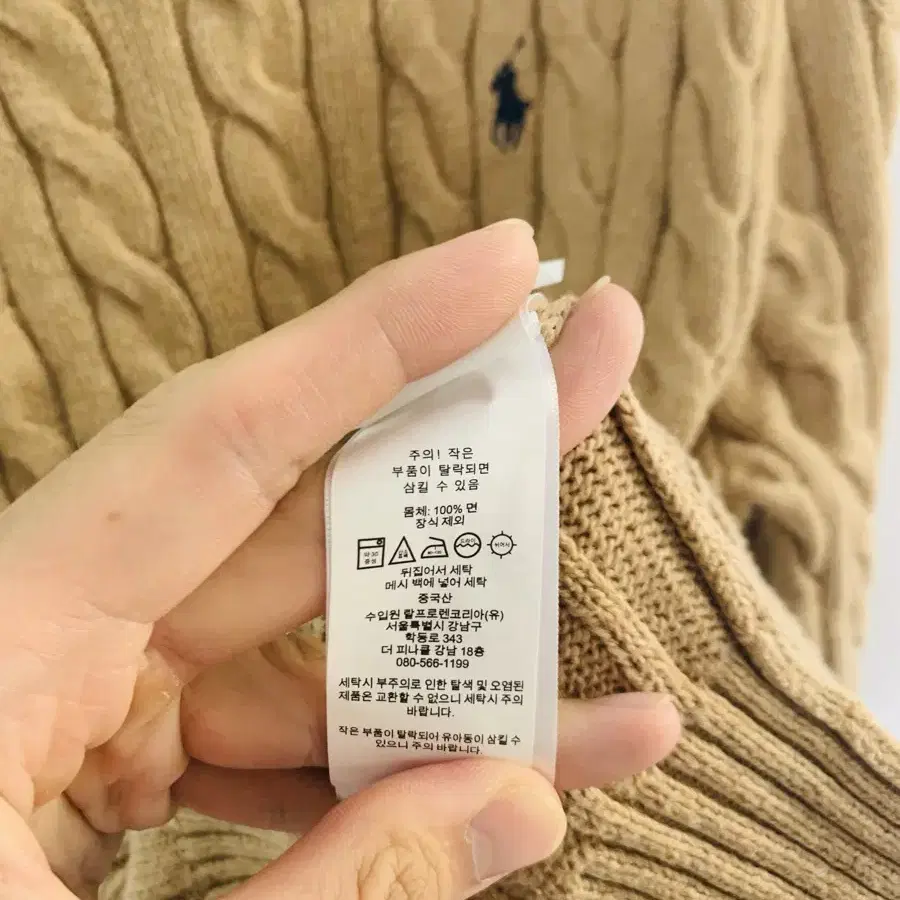 주의! 작은
부품이 탈락되면
삼킬 수 있음
몸체: 100% 면
장식 제외
약 30
중성
뒤집어서 세탁
메시 백에 넣어 세탁
중국산
수입원 랄프로렌코리아(유)
서울특별시 강남구
학동로 343
더 피나클 강남 18층
080-566-1199
세탁시 부주의로 인한 탈색 및 오염된
제품은 교환할 수 없으니 세탁시 주의
바랍니다.
작은 부품이 탈락되어 유아동이 삼킬 수
있으니 주의 바랍니다.